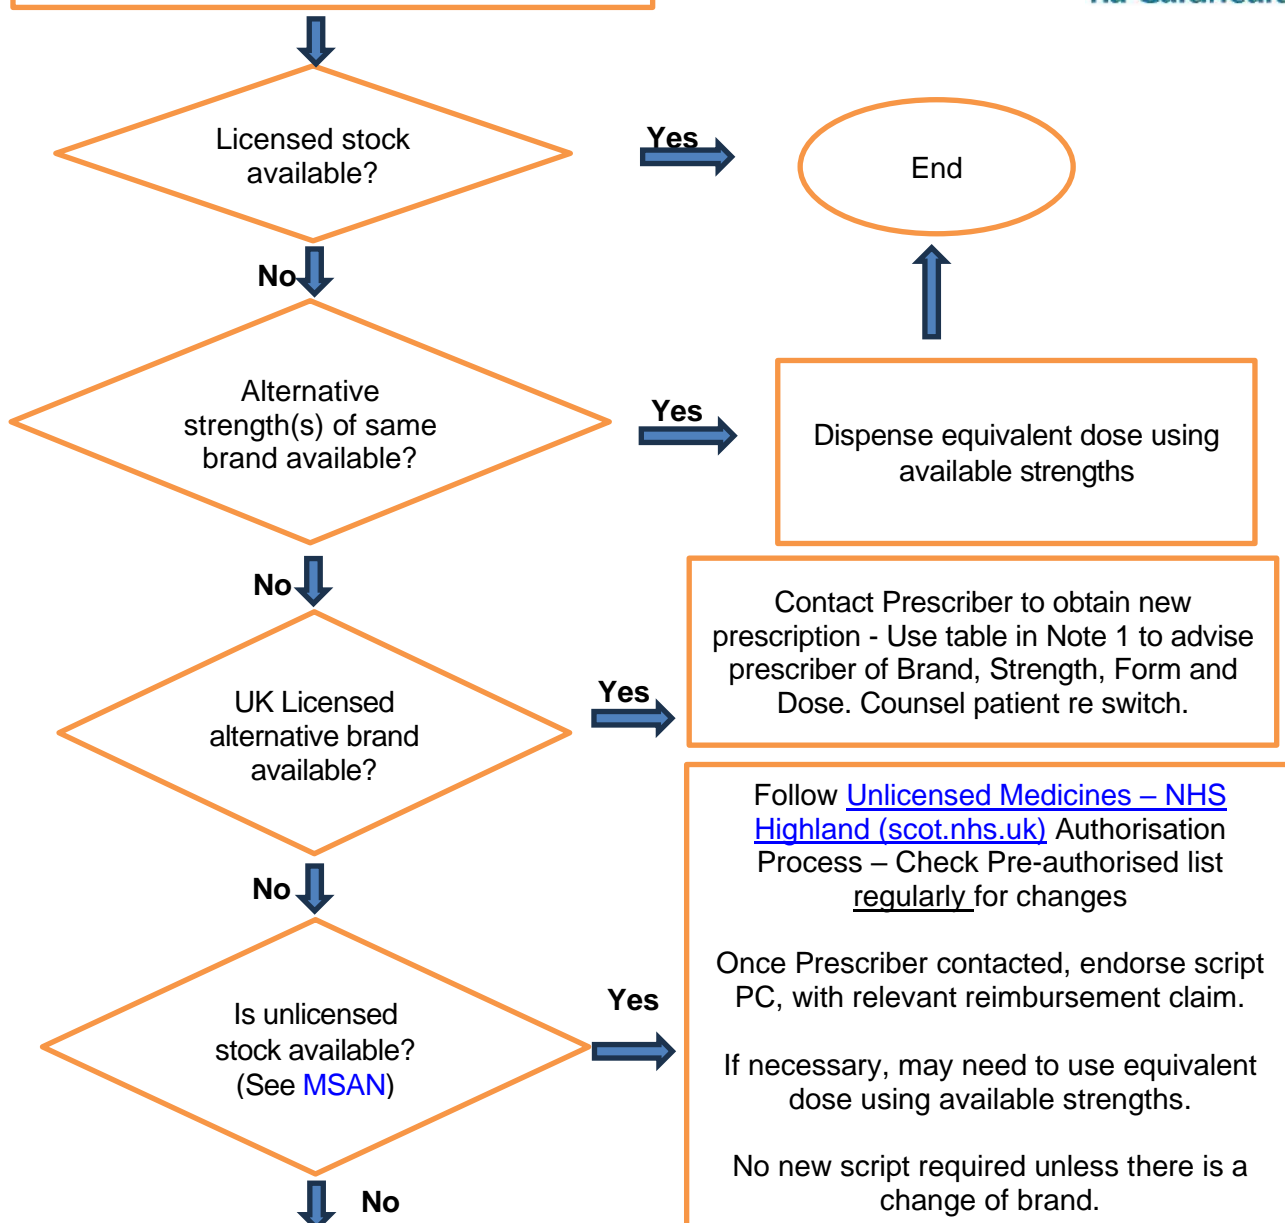 Licensed stock
available?
Yes
End
No
Alternative
strength(s) of same
brand available?
Yes
Dispense equivalent dose using
available strengths
No
UK Licensed
alternative brand
available?
Yes
Contact Prescriber to obtain new
prescription - Use table in Note 1 to advise
prescriber of Brand, Strength, Form and
Dose. Counsel patient re switch.
No
Is unlicensed
stock available?
(See MSAN)
Yes
Follow Unlicensed Medicines – NHS
Highland (scot.nhs.uk) Authorisation
Process – Check Pre-authorised list
regularly for changes
Once Prescriber contacted, endorse script
PC, with relevant reimbursement claim.
If necessary, may need to use equivalent
dose using available strengths.
No new script required unless there is a
change of brand.
No